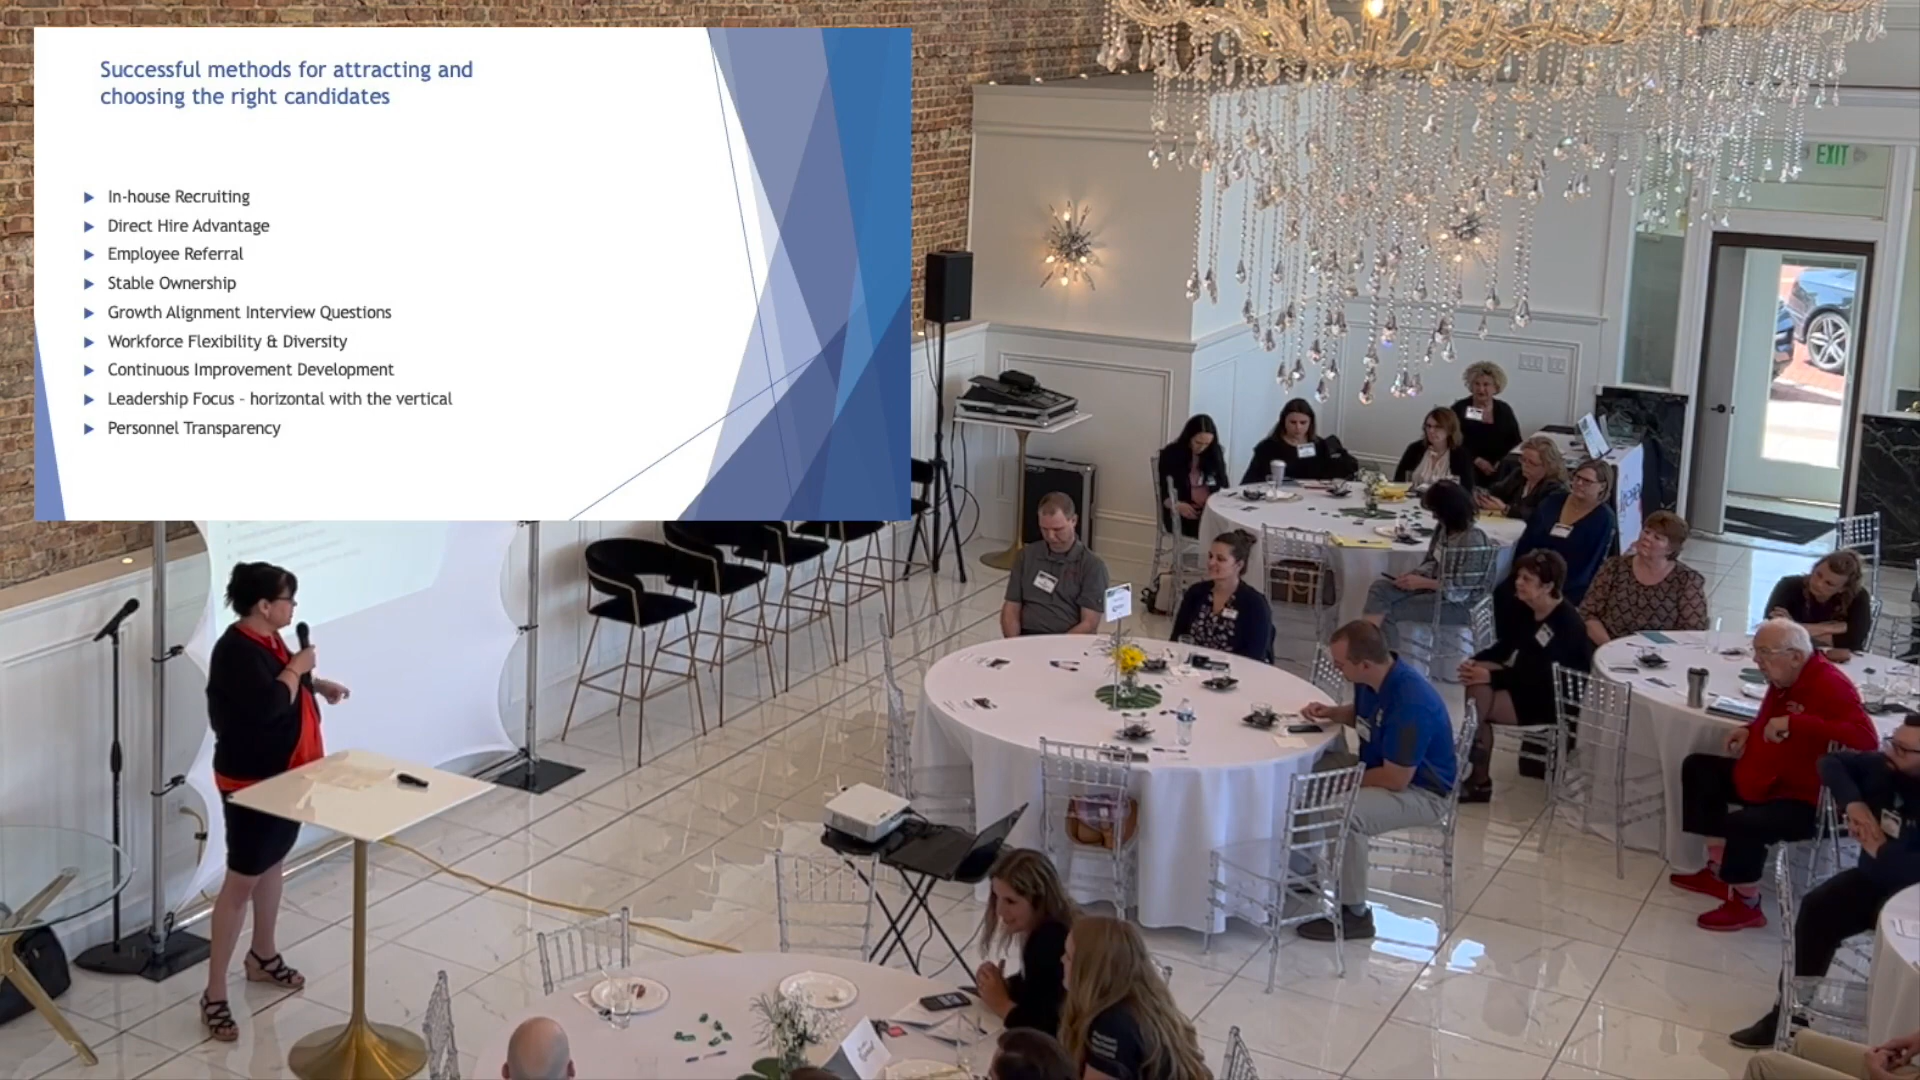 Successful methods for attracting and
choosing the right candidates
In-house Recruiting
Direct Hire Advantage
Employee Referral
Stable Ownership
Growth Alignment Interview Questions
Workforce Flexibility & Diversity
Continuous Improvement Development
Leadership Focus - horizontal with the vertical
Personnel Transparency
EXIT